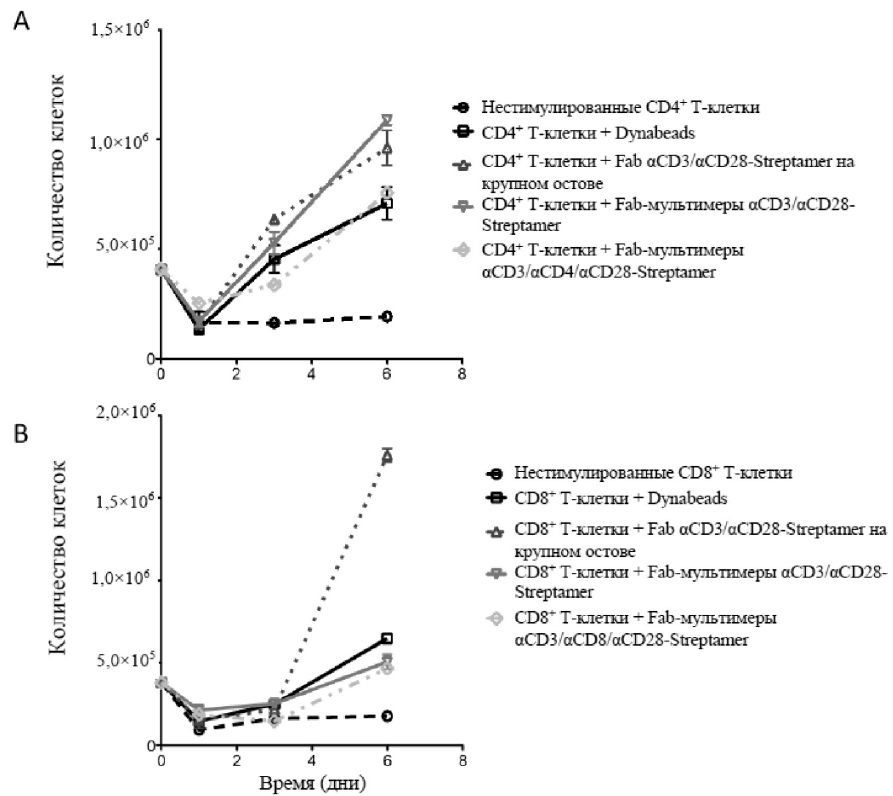 A
1,5×10⁶
1,0×10⁶
5,0×10⁵
0
Количество клеток
0 2 4 6 8
Нестимулированные CD4⁺ Т-клетки
CD4⁺ Т-клетки + Dynabeads
CD4⁺ Т-клетки + Fab αCD3/αCD28-Streptamer на
крупном остове
CD4⁺ Т-клетки + Fab-мультимеры αCD3/αCD28-
Streptamer
CD4⁺ Т-клетки + Fab-мультимеры
αCD3/αCD4/αCD28-Streptamer
B
2,0×10⁶
1,5×10⁶
1,0×10⁶
5,0×10⁵
0
Количество клеток
0 2 4 6 8
Время (дни)
Нестимулированные CD8⁺ Т-клетки
CD8⁺ Т-клетки + Dynabeads
CD8⁺ Т-клетки + Fab αCD3/αCD28-Streptamer на
крупном остове
CD8⁺ Т-клетки + Fab-мультимеры αCD3/αCD28-
Streptamer
CD8⁺ Т-клетки + Fab-мультимеры
αCD3/αCD8/αCD28-Streptamer